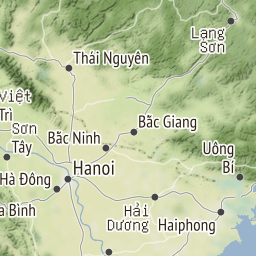 Lạng
Sơn
Thái Nguyên
Việt
Trì
Sơn
Tây
Bắc Giang
Bắc Ninh
Uông
Bí
Hanoi
Hà Đông
a Bình
Hải
Dương
Haiphong